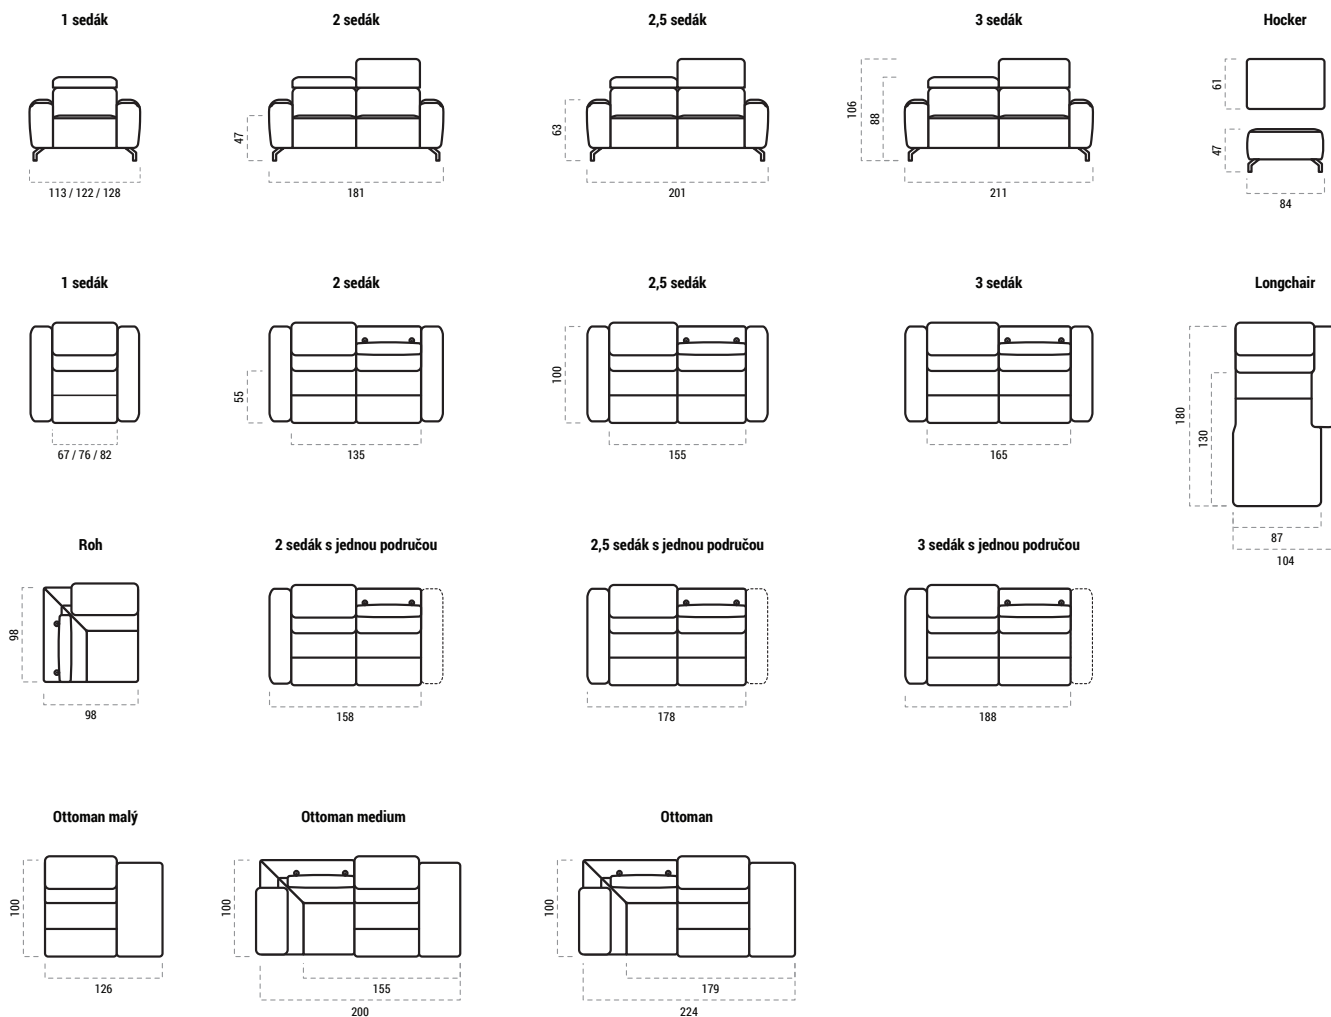 1 sedák
2 sedák
2,5 sedák
3 sedák
Hocker
113 / 122 / 128
47
181
63
201
106
88
211
61
47
84
1 sedák
2 sedák
2,5 sedák
3 sedák
Longchair
67 / 76 / 82
55
135
100
155
165
180
130
87
104
Roh
2 sedák s jednou područou
2,5 sedák s jednou područou
3 sedák s jednou područou
98
98
158
178
188
Ottoman malý
Ottoman medium
Ottoman
100
126
100
155
200
100
179
224